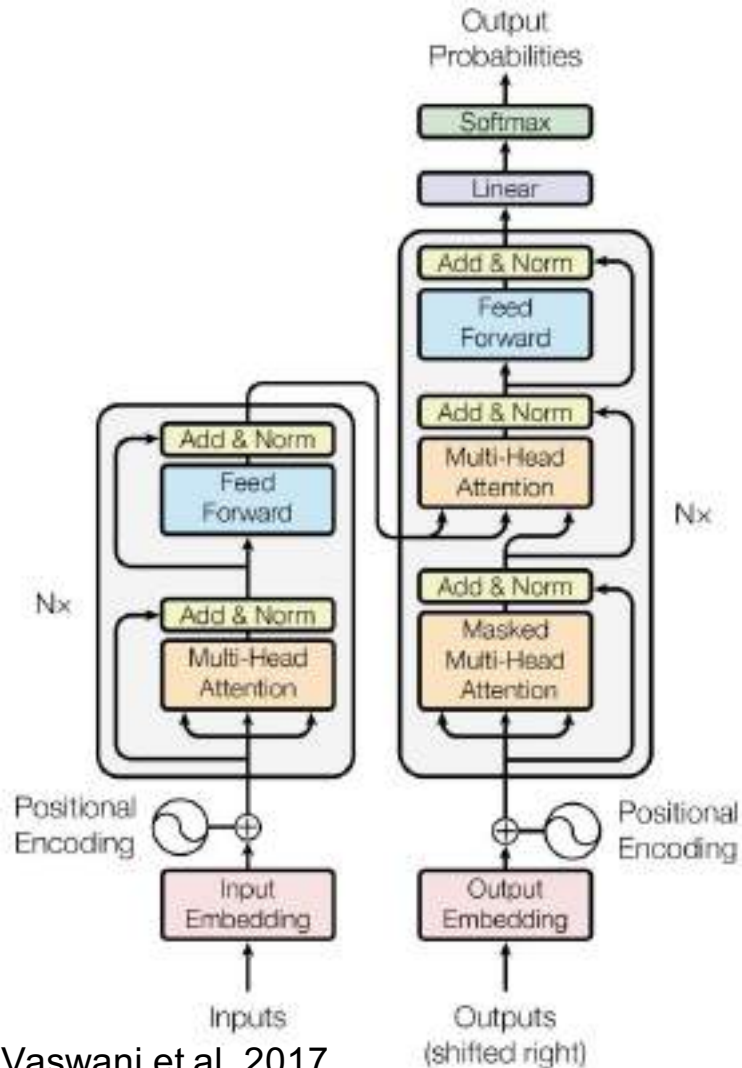 Output
Probabilities
Softmax
Linear
Add & Norm
Feed
Forward
Add & Norm
Multi-Head
Attention
Nx
Add & Norm
Masked
Multi-Head
Attention
Add & Norm
Feed
Forward
Nx
Add & Norm
Multi-Head
Attention
Positional
Encoding
Positional
Encoding
Input
Embedding
Output
Embedding
Inputs
Outputs
(shifted right)
Vaswani et al. 2017